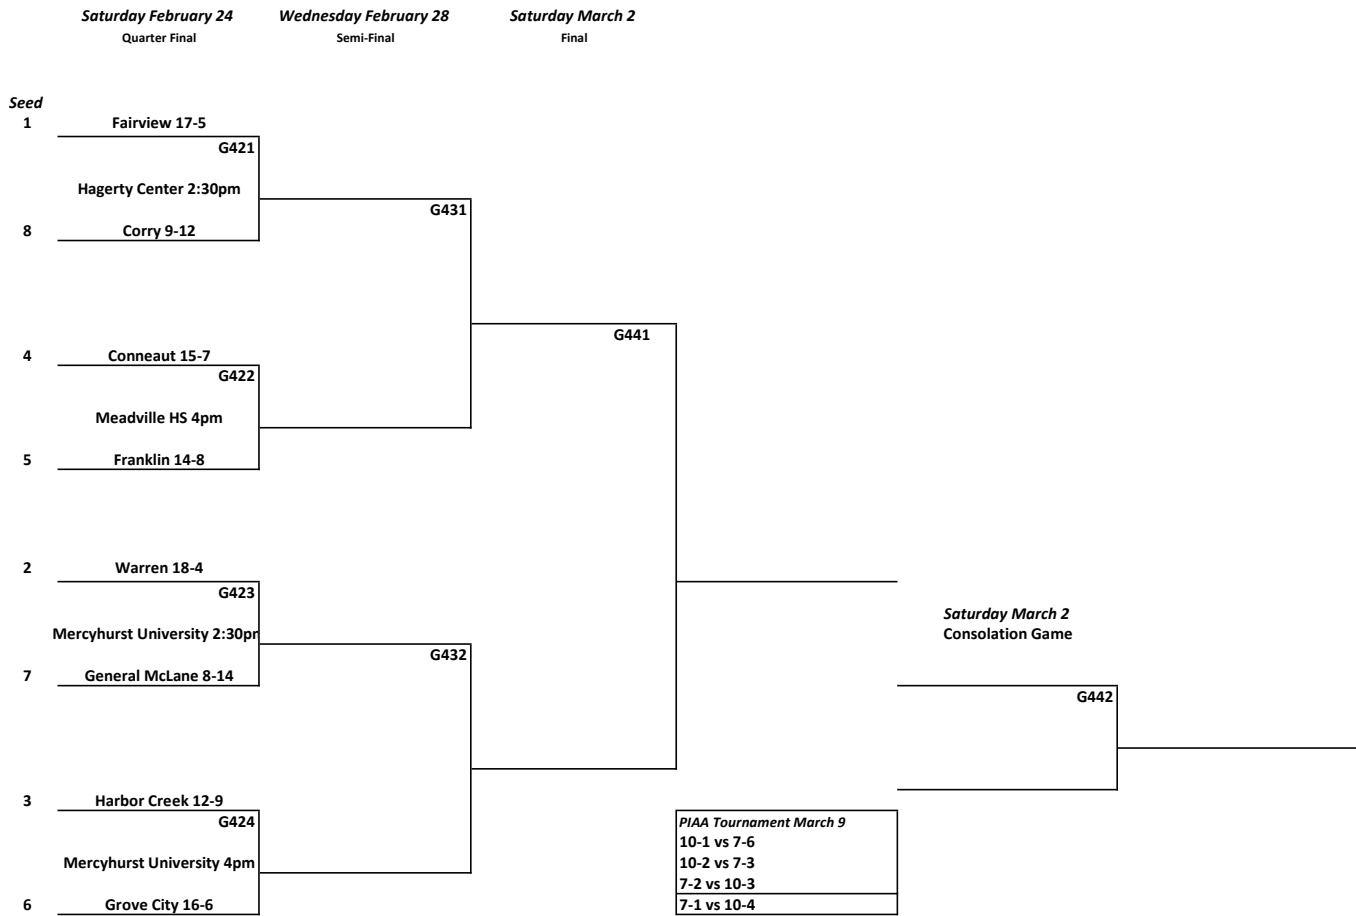 Saturday February 24
Wednesday February 28
Saturday March 2
Quarter Final
Semi-Final
Final
Seed
1
Fairview 17-5
G421
Hagerty Center 2:30pm
G431
8
Corry 9-12
G441
4
Conneaut 15-7
G422
Meadville HS 4pm
5
Franklin 14-8
2
Warren 18-4
G423
Saturday March 2
Mercyhurst University 2:30pm
Consolation Game
G432
7
General McLane 8-14
G442
3
Harbor Creek 12-9
G424
PIAA Tournament March 9
10-1 vs 7-6
Mercyhurst University 4pm
10-2 vs 7-3
7-2 vs 10-3
6
Grove City 16-6
7-1 vs 10-4